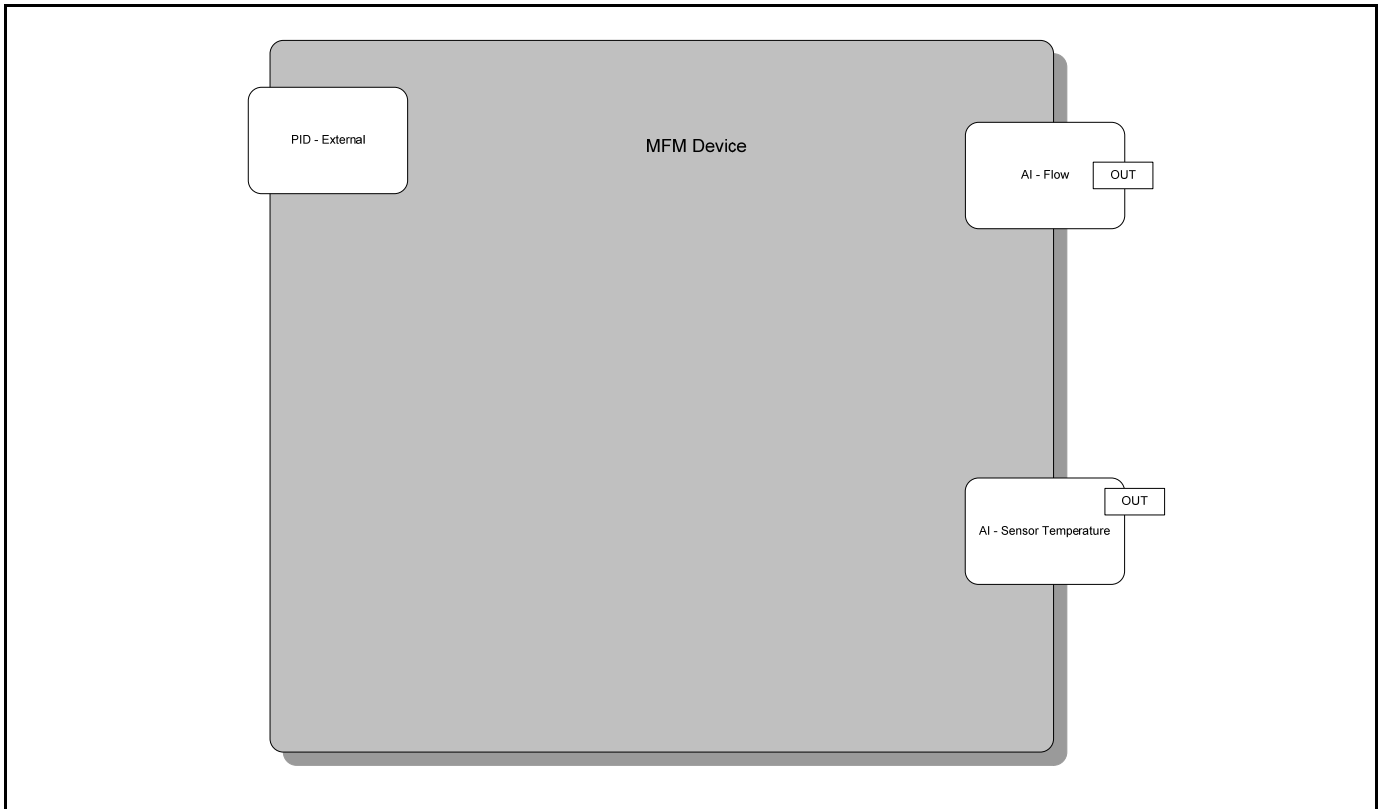 PID - External
MFM Device
AI - Flow
OUT
OUT
AI - Sensor Temperature